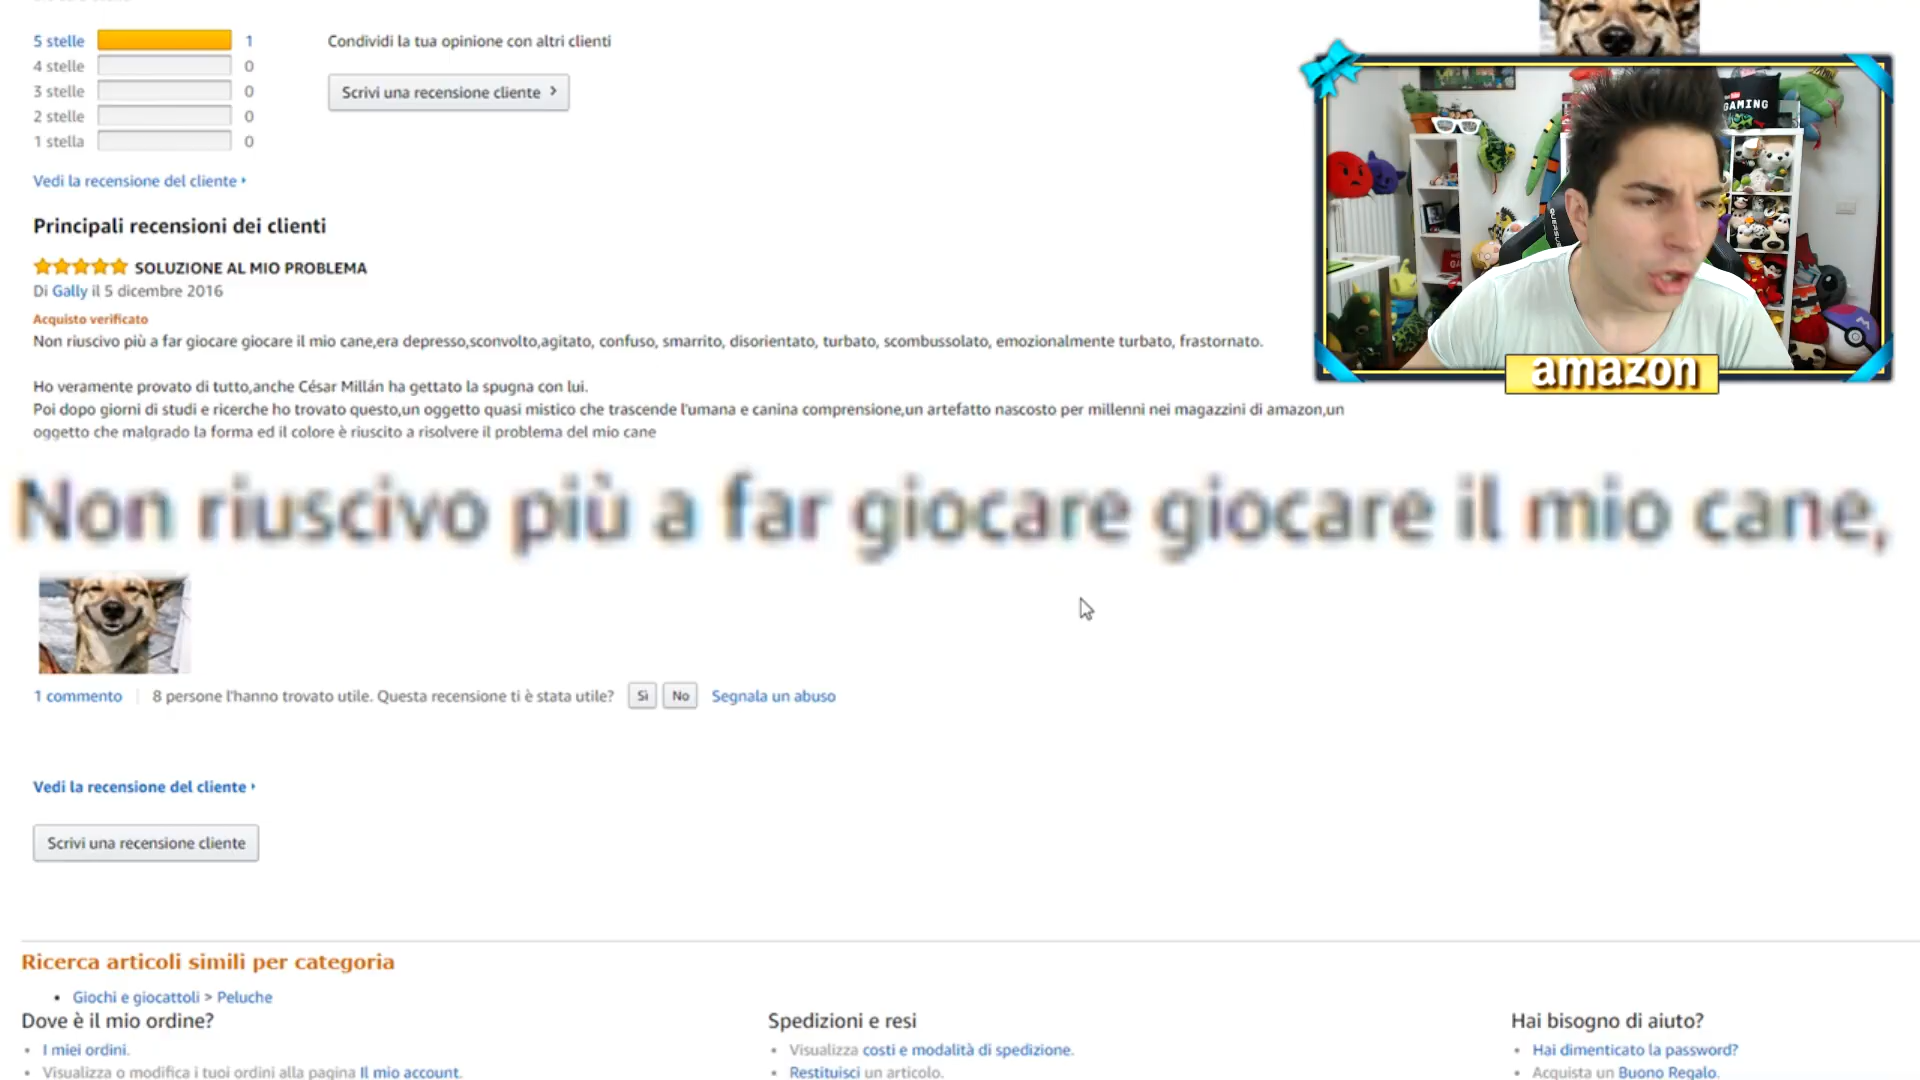 5 stelle 1
4 stelle 0
3 stelle 0
2 stelle 0
1 stella 0
Condividi la tua opinione con altri clienti
Scrivi una recensione cliente
Vedi la recensione del cliente
Principali recensioni dei clienti
SOLUZIONE AL MIO PROBLEMA
Di Gally il 5 dicembre 2016
Acquisto verificato
Non riuscivo più a far giocare giocare il mio cane,era depresso,sconvolto,agitato, confuso, smarrito, disorientato, turbato, scombussolato, emozionalmente turbato, frastornato.
Ho veramente provato di tutto,anche César Millán ha gettato la spugna con lui.
Poi dopo giorni di studi e ricerche ho trovato questo,un oggetto quasi mistico che trascende l'umana e canina comprensione,un artefatto nascosto per millenni nei magazzini di amazon,un
oggetto che malgrado la forma ed il colore è riuscito a risolvere il problema del mio cane
GAMING
amazon
Non riuscivo più a far giocare giocare il mio cane,
1 commento 8 persone l'hanno trovato utile. Questa recensione ti è stata utile? Sì No Segnala un abuso
Vedi la recensione del cliente
Scrivi una recensione cliente
Ricerca articoli simili per categoria
• Giochi e giocattoli > Peluche
Dove è il mio ordine?
• I miei ordini.
• Visualizza o modifica i tuoi ordini alla pagina Il mio account.
Spedizioni e resi
• Visualizza costi e modalità di spedizione.
• Restituisci un articolo.
Hai bisogno di aiuto?
• Hai dimenticato la password?
• Acquista un Buono Regalo.